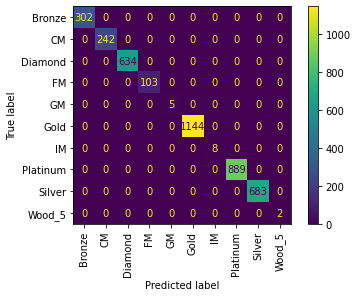 Bronze 302 0 0 0 0 0 0 0 0 0
CM 0 242 0 0 0 0 0 0 0 0
Diamond 0 0 634 0 0 0 0 0 0 0
FM 0 0 0 103 0 0 0 0 0 0
GM 0 0 0 0 5 0 0 0 0 0
Gold 0 0 0 0 0 1144 0 0 0 0
IM 0 0 0 0 0 0 8 0 0 0
Platinum 0 0 0 0 0 0 0 889 0 0
Silver 0 0 0 0 0 0 0 0 683 0
Wood_5 0 0 0 0 0 0 0 0 0 2
True label
Bronze CM Diamond FM GM Gold IM Platinum Silver Wood_5
Predicted label
1000
800
600
400
200
0